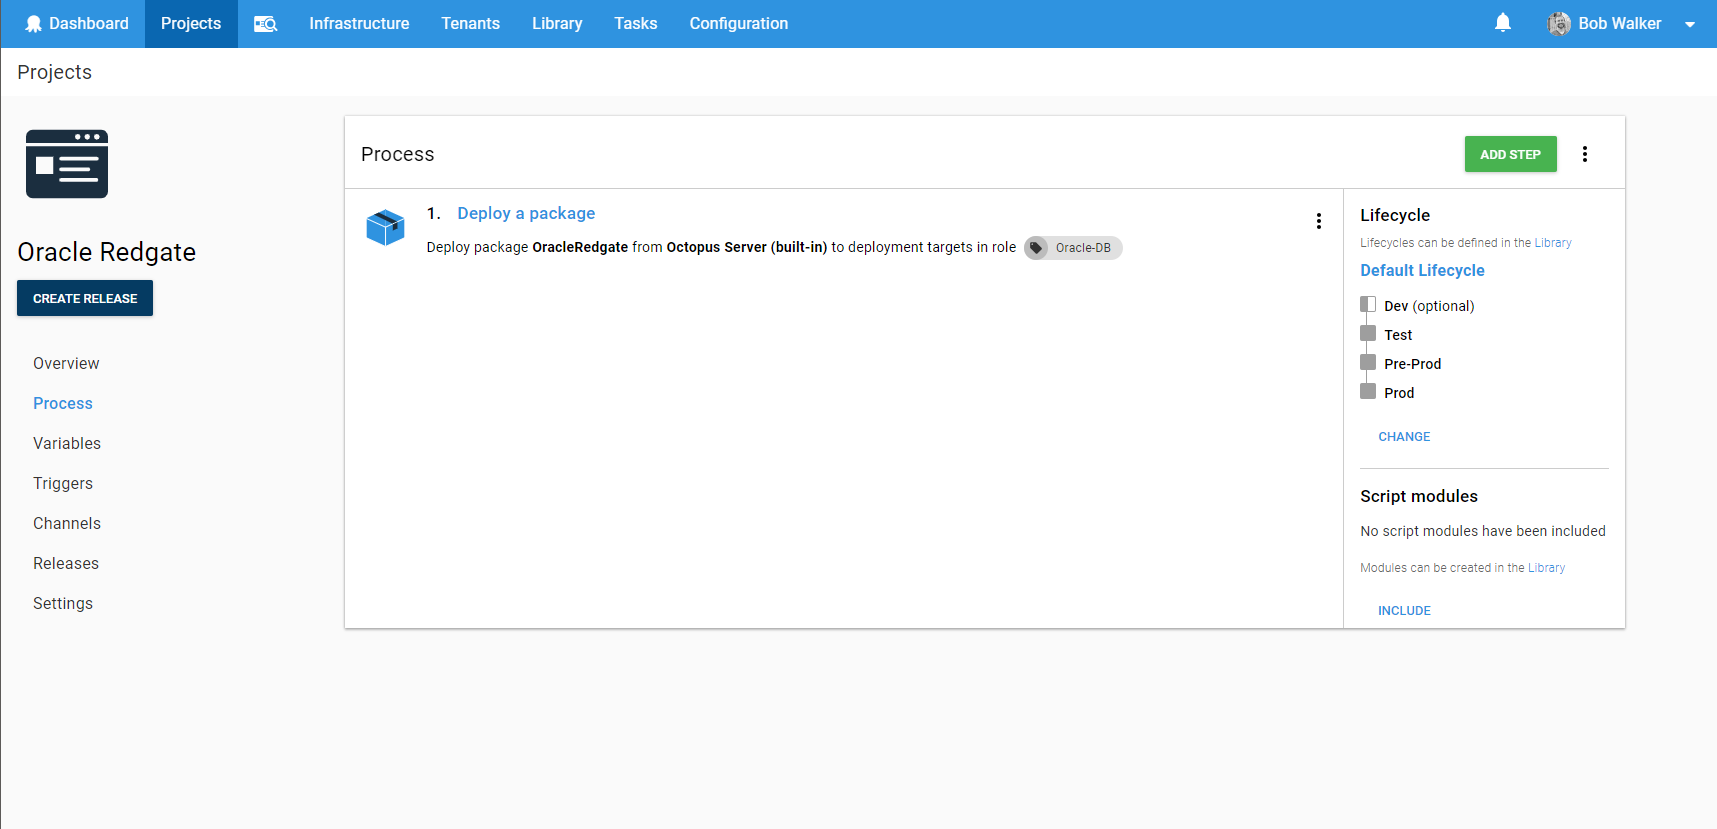 Dashboard Projects Infrastructure Tenants Library Tasks Configuration Bob Walker
Projects
Oracle Redgate
CREATE RELEASE
Overview
Process
Variables
Triggers
Channels
Releases
Settings
Process
ADD STEP
1. Deploy a package
Deploy package OracleRedgate from Octopus Server (built-in) to deployment targets in role Oracle-DB
Lifecycle
Lifecycles can be defined in the Library
Default Lifecycle
Dev (optional)
Test
Pre-Prod
Prod
CHANGE
Script modules
No script modules have been included
Modules can be created in the Library
INCLUDE